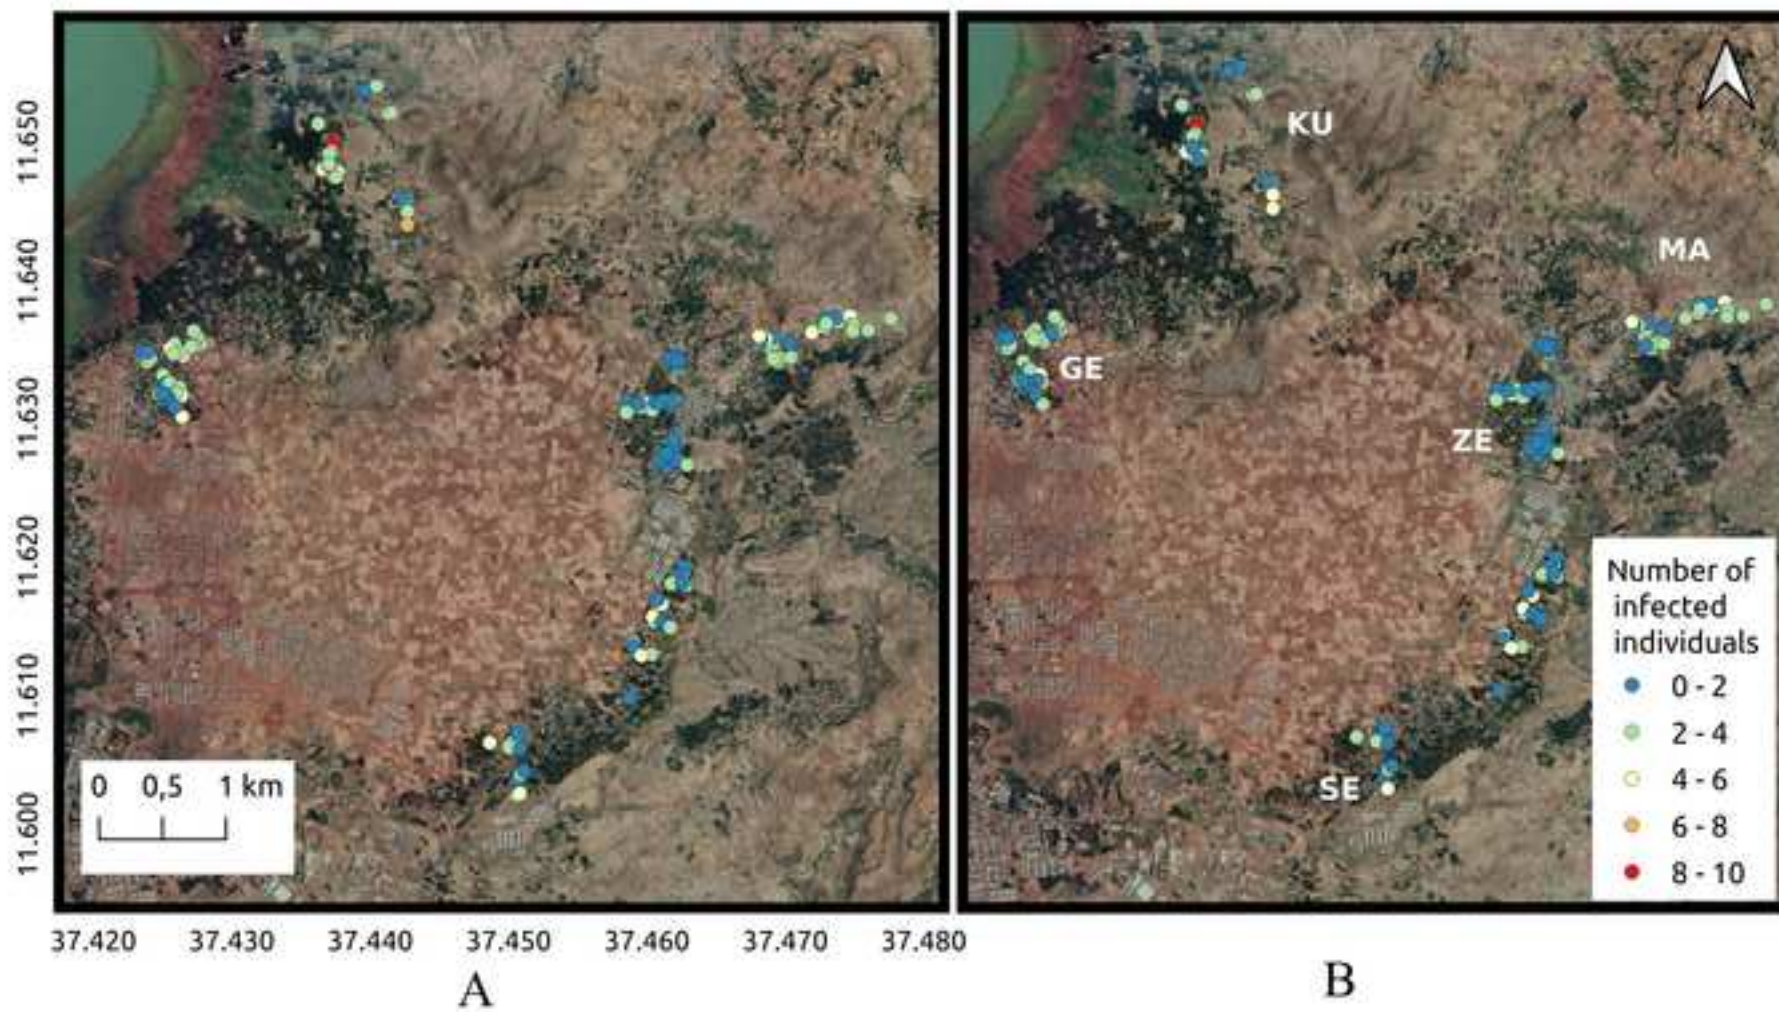 11.650
11.640
11.630
11.620
11.610
11.600
0 0,5 1 km
37.420 37.430 37.440 37.450 37.460 37.470 37.480
A
KU
MA
GE
ZE
SE
Number of
infected
individuals
0 - 2
2 - 4
4 - 6
6 - 8
8 - 10
B